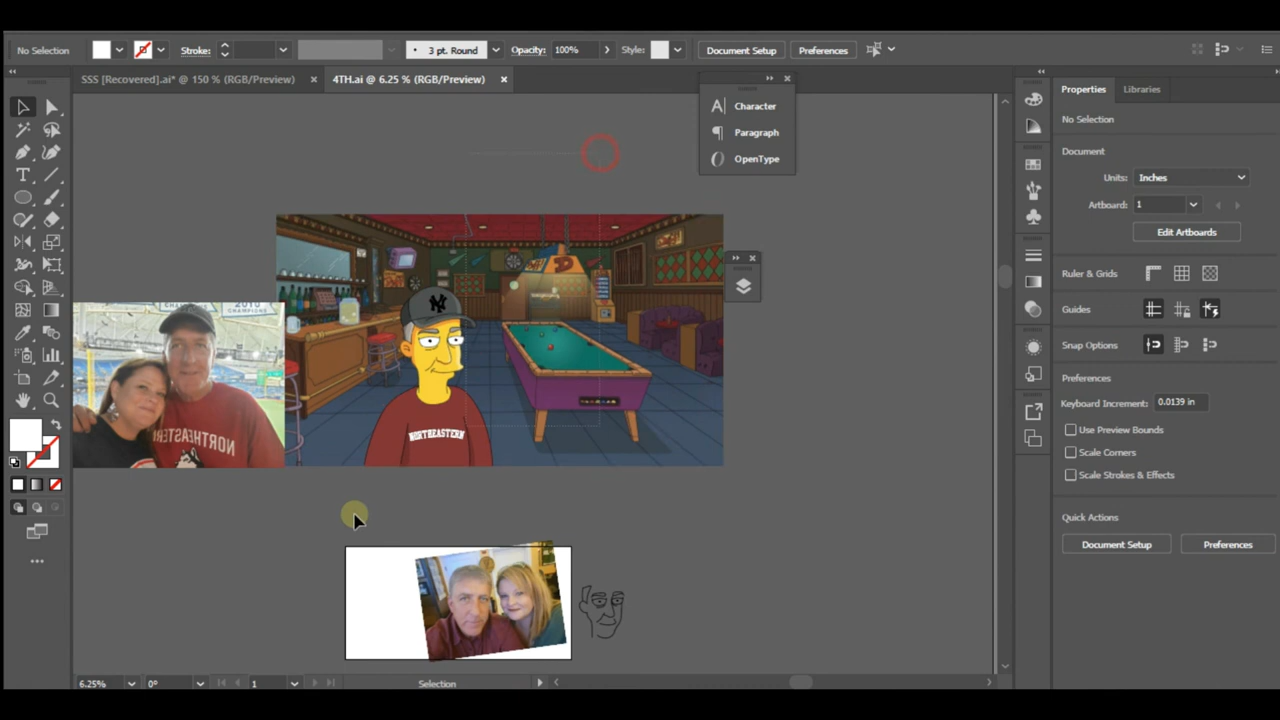 No Selection
Stroke:
3 pt. Round
Opacity:
100%
Style:
Document Setup
Preferences
SSS [Recovered].ai* @ 150 % (RGB/Preview)
4TH.ai @ 6.25 % (RGB/Preview)
Character
Paragraph
OpenType
Properties
Libraries
No Selection
Document
Units:
Inches
Artboard:
1
Edit Artboards
Ruler & Grids
Guides
Snap Options
Preferences
Keyboard Increment:
0.0139 in
Use Preview Bounds
Scale Corners
Scale Strokes & Effects
Quick Actions
Document Setup
Preferences
NORTHEASTERN
NORTHEASTERN
2010
CHAMPIONS
6.25%
0°
1
Selection